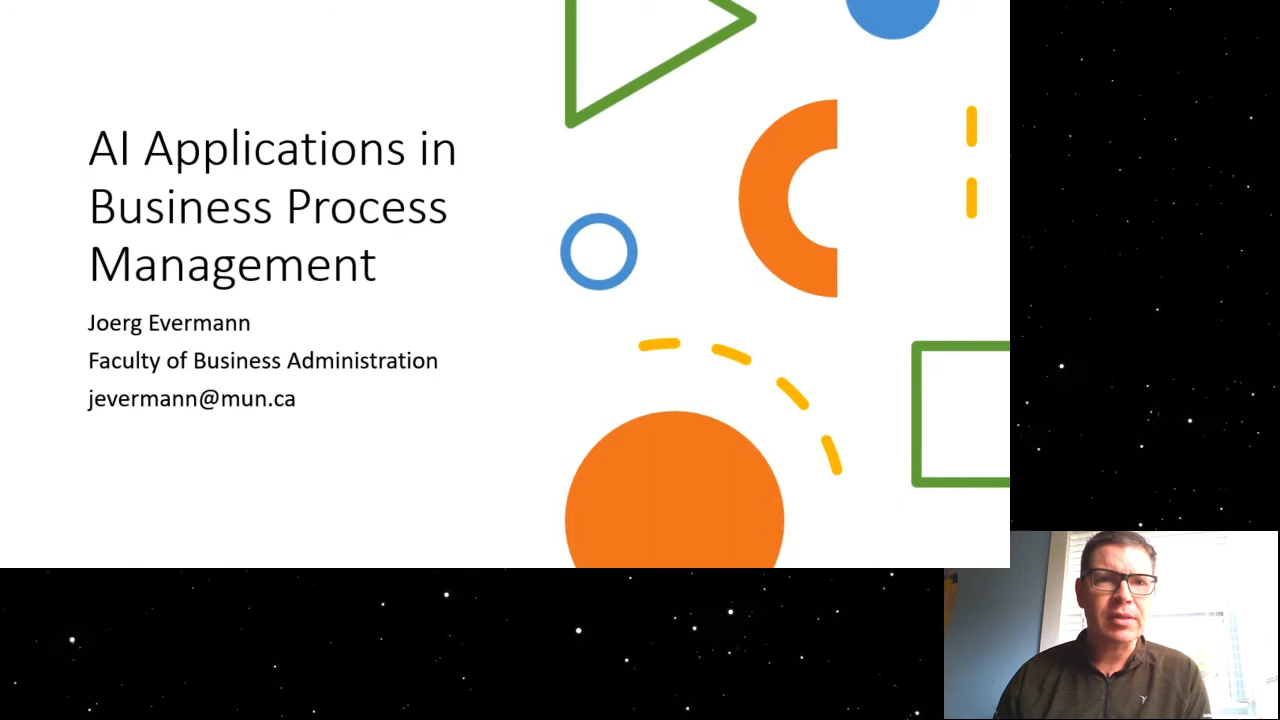 AI Applications in
Business Process
Management
Joerg Evermann
Faculty of Business Administration
jevermann@mun.ca